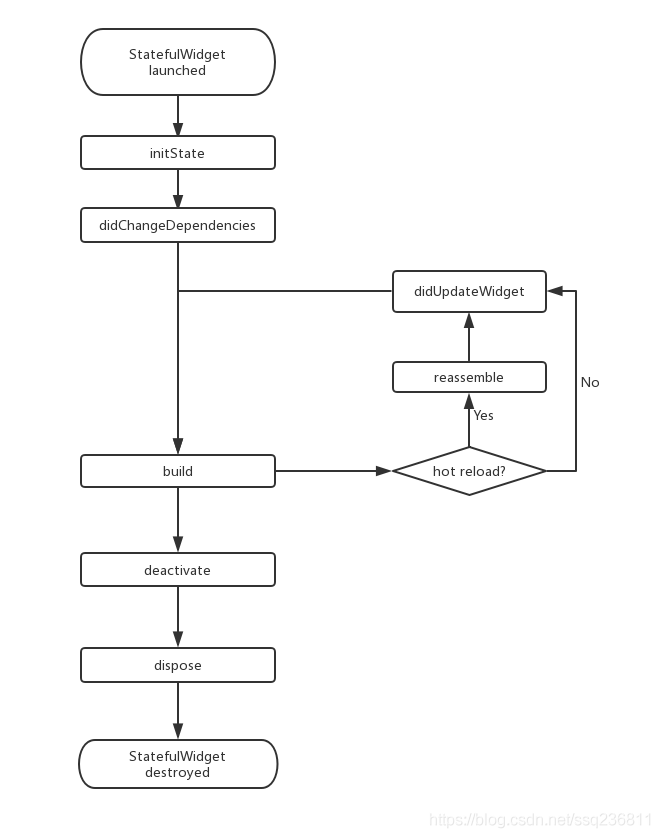 StatefulWidget
launched
initState
didChangeDependencies
didUpdateWidget
reassemble
No
Yes
build
hot reload?
deactivate
dispose
StatefulWidget
destroyed
https://blog.csdn.net/ssq236811